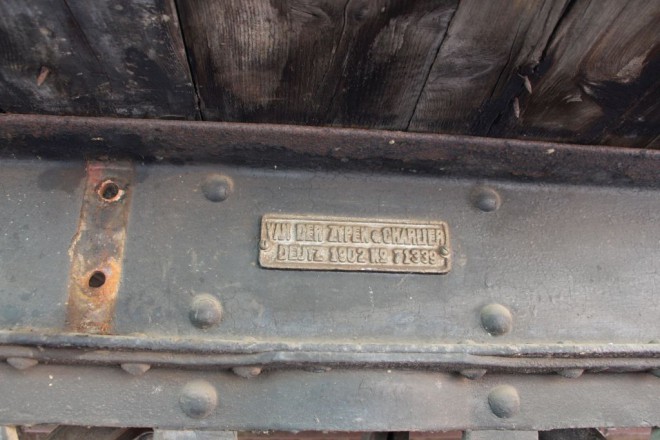 VAN DER ZYPEN & CHARLIER
DEUTZ 1902 No 71339